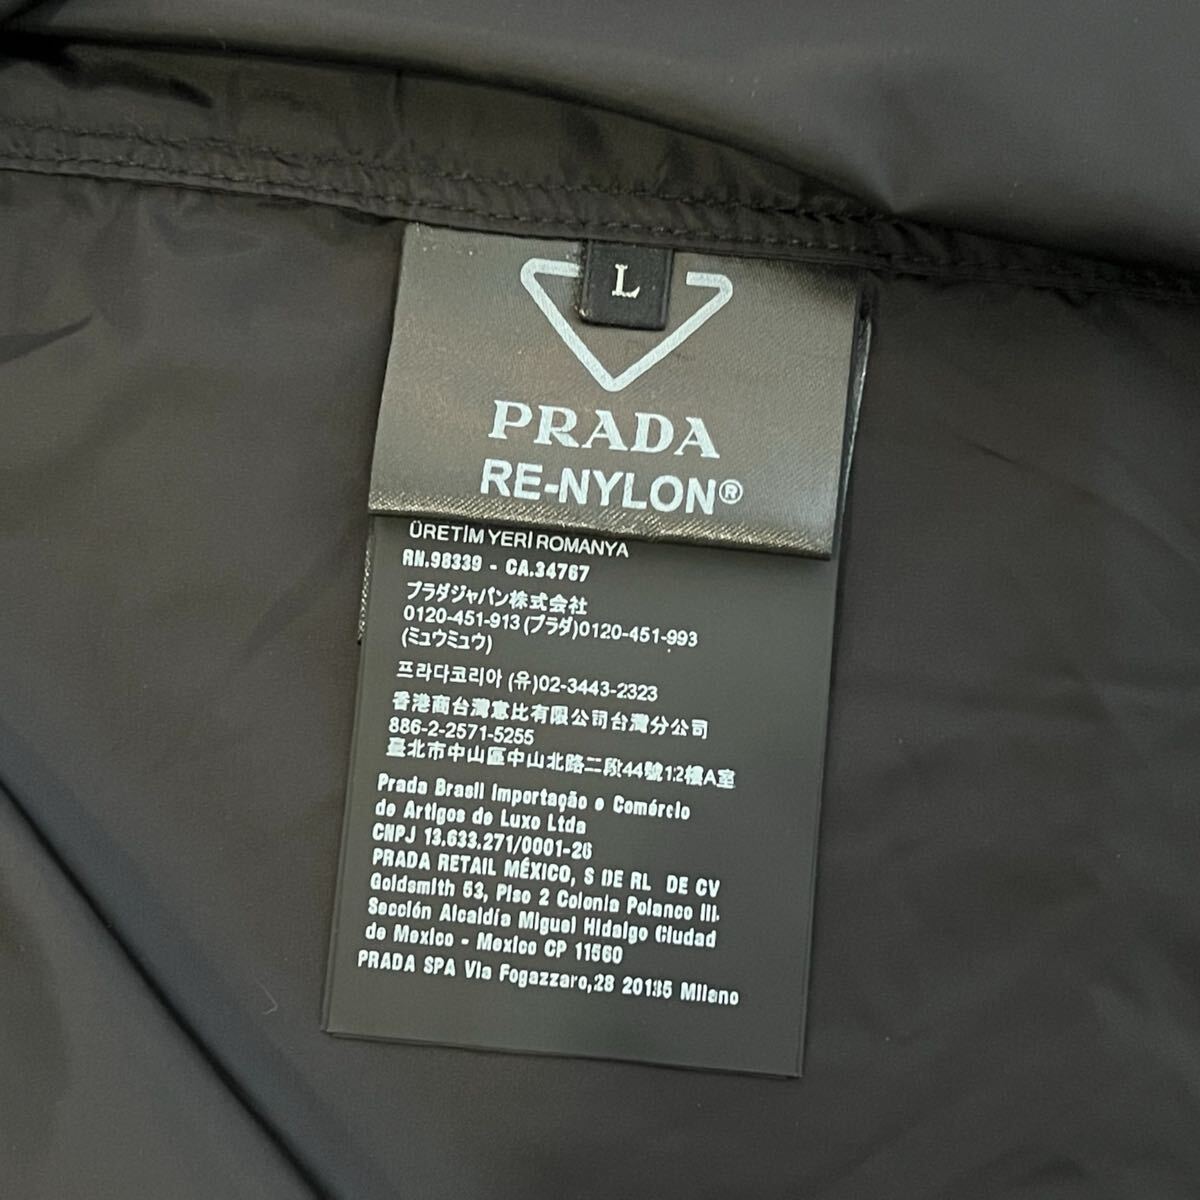 L
PRADA
RE-NYLON®
ÜRETİM YERİ ROMANYA
RN.98339 - CA.34767
プラダジャパン株式会社
0120-451-913 (プラダ)0120-451-993
(ミュウミュウ)
프라다코리아 (유)02-3443-2323
香港商台灣意比有限公司台灣分公司
886-2-2571-5255
臺北市中山區中山北路二段44號12樓A室
Prada Brasil Importação e Comércio
de Artigos de Luxo Ltda
CNPJ 13.633.271/0001-26
PRADA RETAIL MÉXICO, S DE RL DE CV
Goldsmith 53, Piso 2 Colonia Polanco III.
Sección Alcaldía Miguel Hidalgo Ciudad
de Mexico - Mexico CP 11560
PRADA SPA Via Fogazzaro,28 20135 Milano